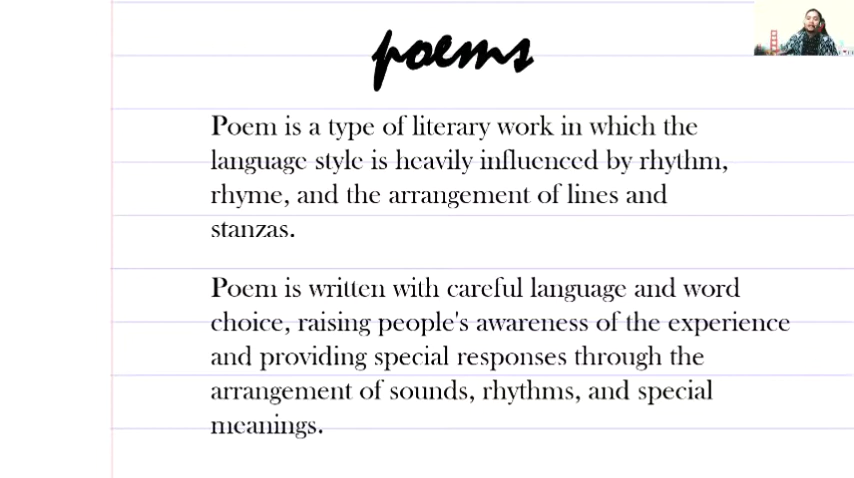 poems
Poem is a type of literary work in which the
language style is heavily influenced by rhythm,
rhyme, and the arrangement of lines and
stanzas.
Poem is written with careful language and word
choice, raising people's awareness of the experience
and providing special responses through the
arrangement of sounds, rhythms, and special
meanings.